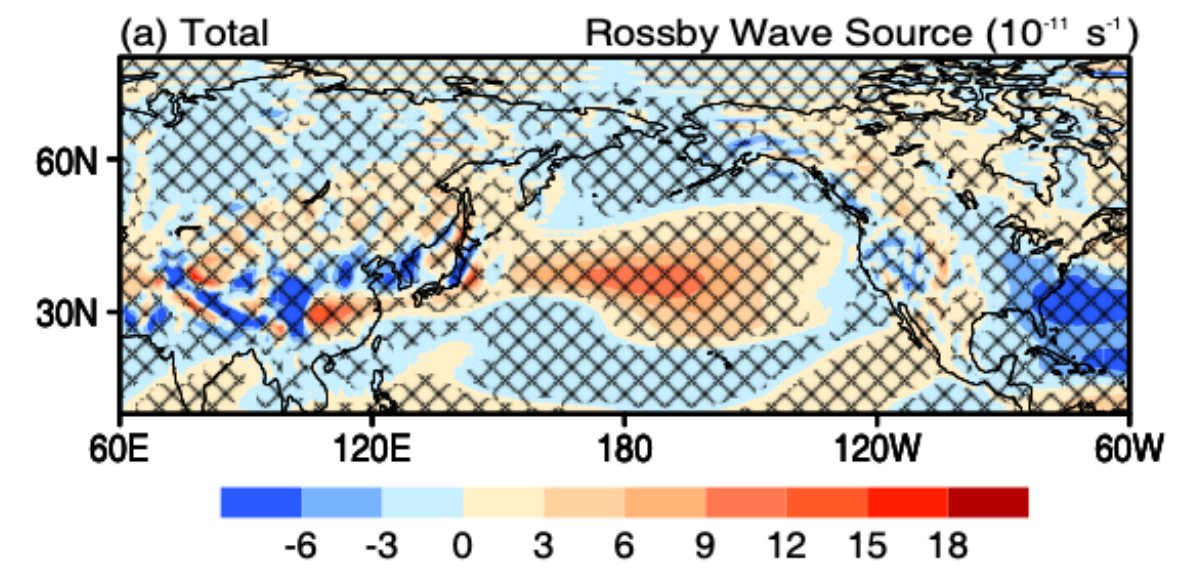 (a) Total Rossby Wave Source (10⁻¹¹ s⁻¹)
60N
30N
60E 120E 180 120W 60W
-6 -3 0 3 6 9 12 15 18